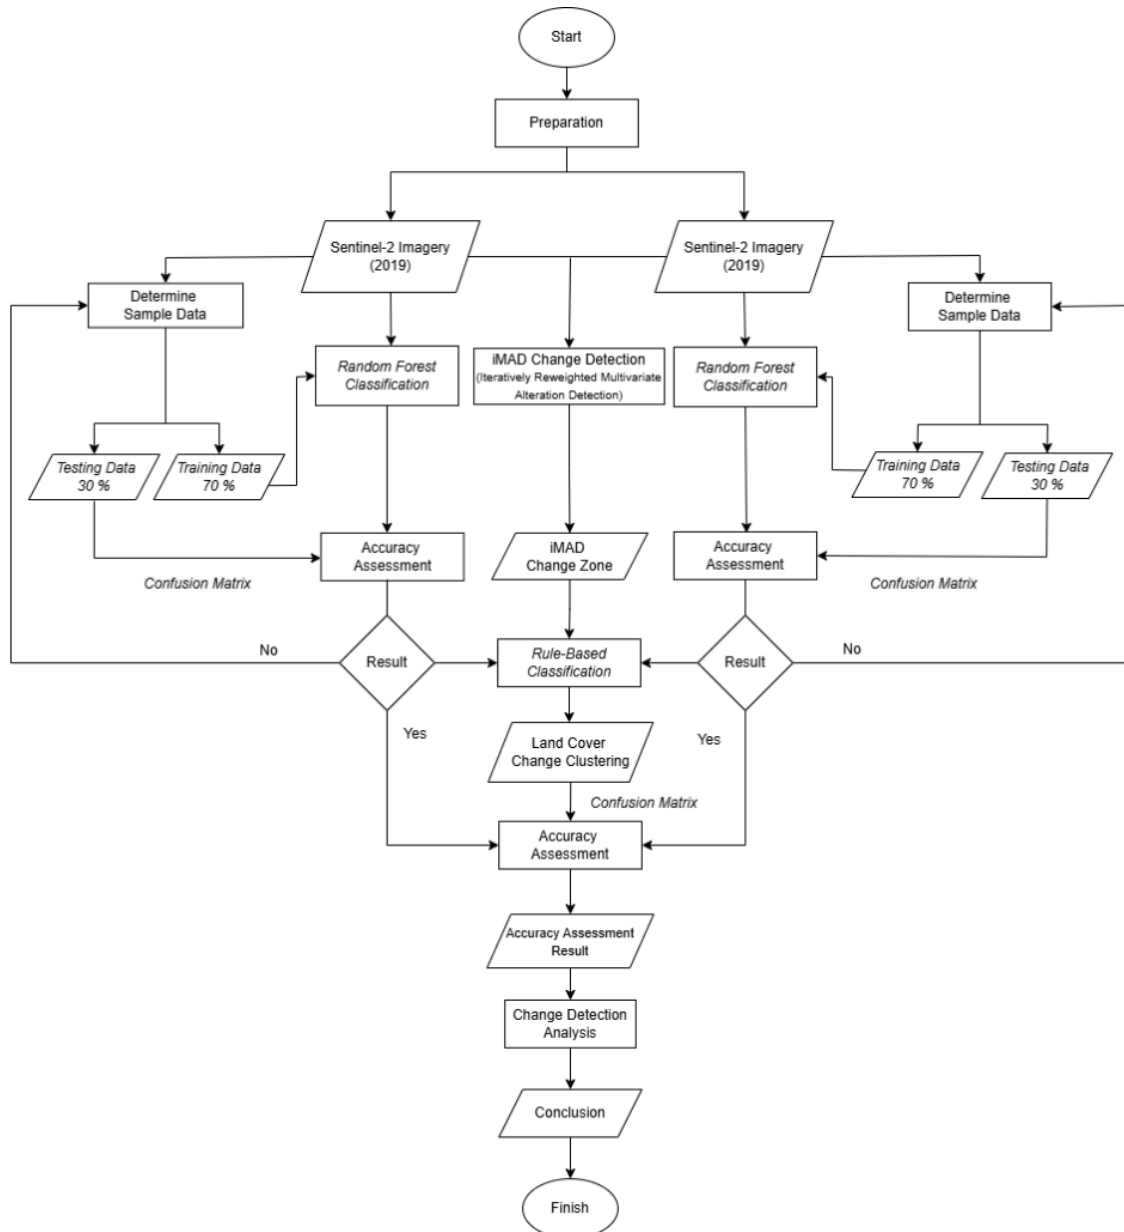 Start
Preparation
Sentinel-2 Imagery
(2019)
Sentinel-2 Imagery
(2019)
Determine
Sample Data
Determine
Sample Data
Random Forest
Classification
iMAD Change Detection
(Iteratively Reweighted Multivariate
Alteration Detection)
Random Forest
Classification
Testing Data
30 %
Training Data
70 %
Training Data
70 %
Testing Data
30 %
Accuracy
Assessment
iMAD
Change Zone
Accuracy
Assessment
Confusion Matrix
Confusion Matrix
No
Result
Rule-Based
Classification
Result
No
Yes
Land Cover
Change Clustering
Yes
Confusion Matrix
Accuracy
Assessment
Accuracy Assessment
Result
Change Detection
Analysis
Conclusion
Finish